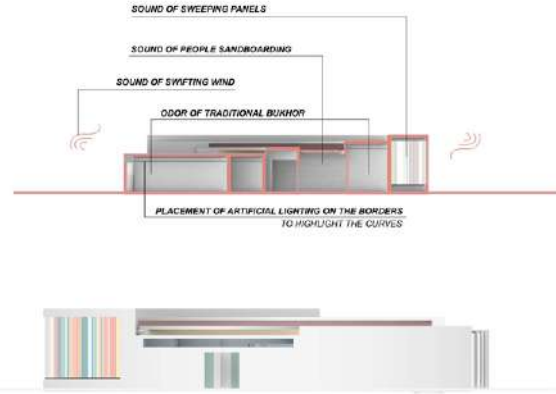 SOUND OF SWEEPING PANELS
SOUND OF PEOPLE SANDBOARDING
SOUND OF SWIFTING WIND
ODOR OF TRADITIONAL BUKHOR
PLACEMENT OF ARTIFICIAL LIGHTING ON THE BORDERS
TO HIGHLIGHT THE CURVES